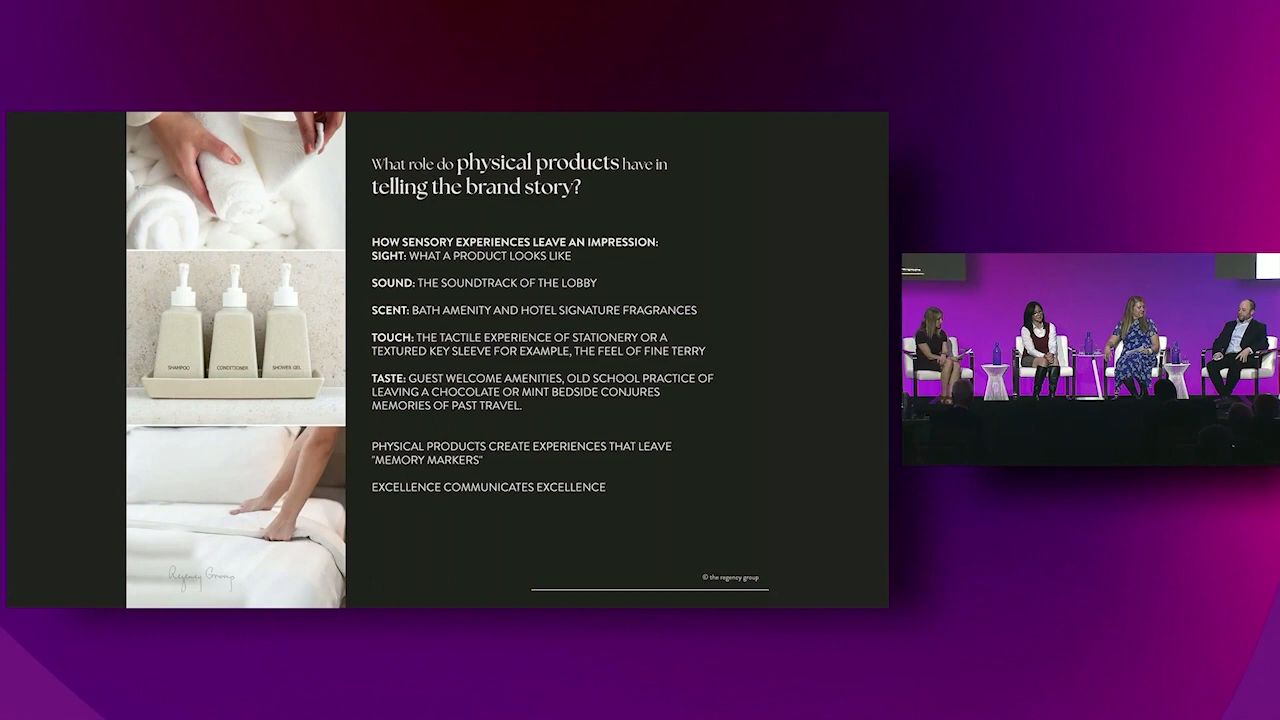 What role do physical products have in
telling the brand story?
HOW SENSORY EXPERIENCES LEAVE AN IMPRESSION:
SIGHT: WHAT A PRODUCT LOOKS LIKE
SOUND: THE SOUNDTRACK OF THE LOBBY
SCENT: BATH AMENITY AND HOTEL SIGNATURE FRAGRANCES
TOUCH: THE TACTILE EXPERIENCE OF STATIONERY OR A
TEXTURED KEY SLEEVE FOR EXAMPLE, THE FEEL OF FINE TERRY
TASTE: GUEST WELCOME AMENITIES, OLD SCHOOL PRACTICE OF
LEAVING A CHOCOLATE OR MINT BEDSIDE CONJURES
MEMORIES OF PAST TRAVEL.
PHYSICAL PRODUCTS CREATE EXPERIENCES THAT LEAVE
"MEMORY MARKERS"
EXCELLENCE COMMUNICATES EXCELLENCE
SHAMPOO
CONDITIONER
SHOWER GEL
Regency Group
© the regency group